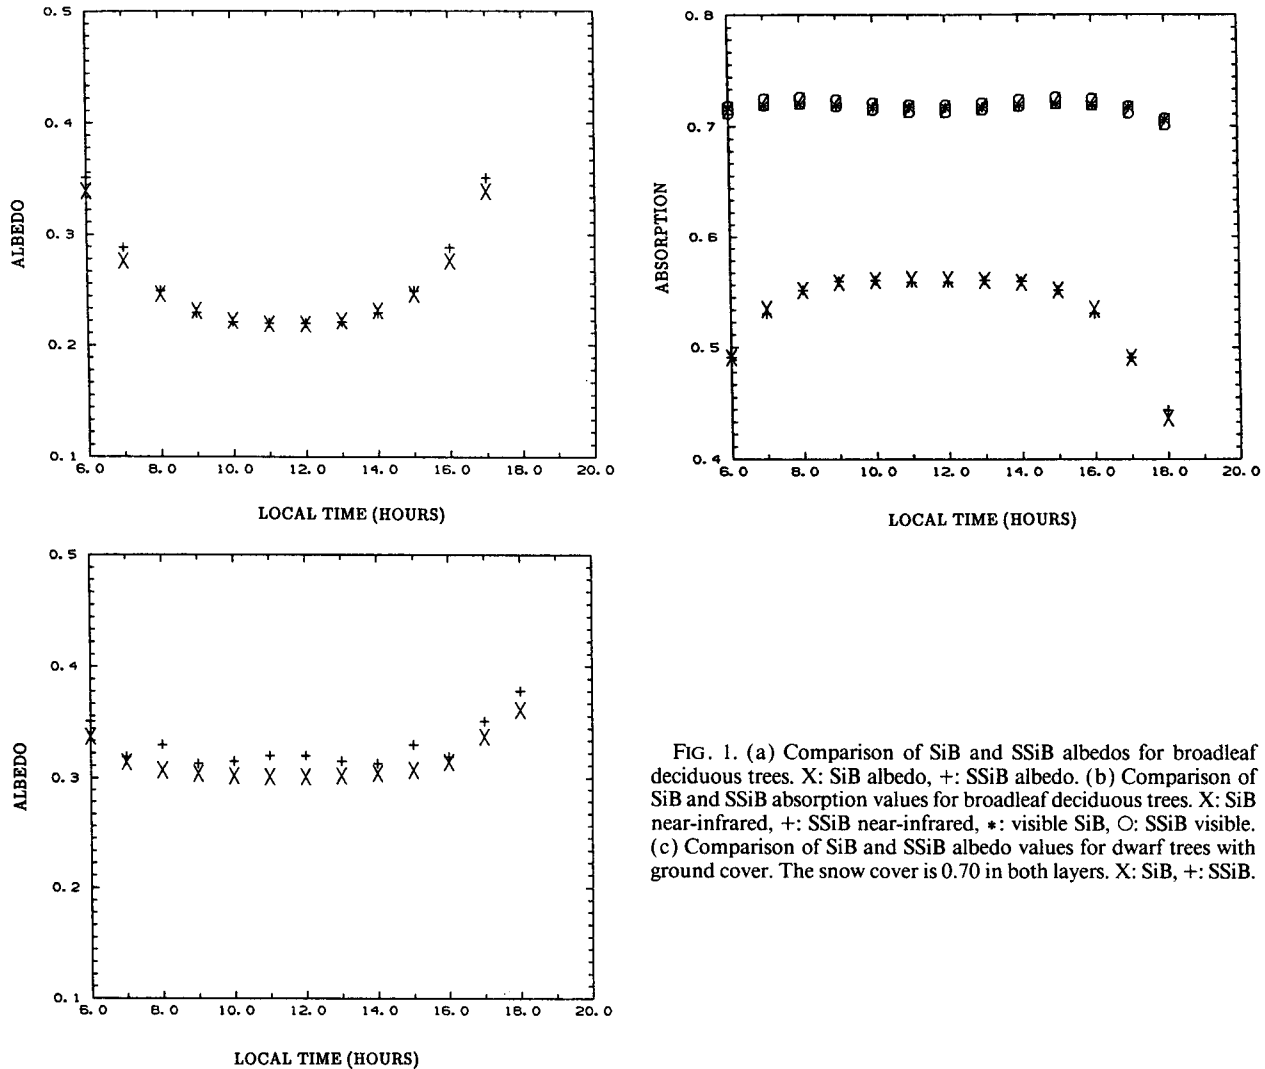 0.5
0.4
0.3
0.2
0.1
ALBEDO
6.0 8.0 10.0 12.0 14.0 16.0 18.0 20.0
LOCAL TIME (HOURS)
0.8
0.7
0.6
0.5
0.4
ABSORPTION
6.0 8.0 10.0 12.0 14.0 16.0 18.0 20.0
LOCAL TIME (HOURS)
0.5
0.4
0.3
0.2
0.1
ALBEDO
6.0 8.0 10.0 12.0 14.0 16.0 18.0 20.0
LOCAL TIME (HOURS)
FIG. 1. (a) Comparison of SiB and SSiB albedos for broadleaf
deciduous trees. X: SiB albedo, +: SSiB albedo. (b) Comparison of
SiB and SSiB absorption values for broadleaf deciduous trees. X: SiB
near-infrared, +: SSiB near-infrared, *: visible SiB, O: SSiB visible.
(c) Comparison of SiB and SSiB albedo values for dwarf trees with
ground cover. The snow cover is 0.70 in both layers. X: SiB, +: SSiB.